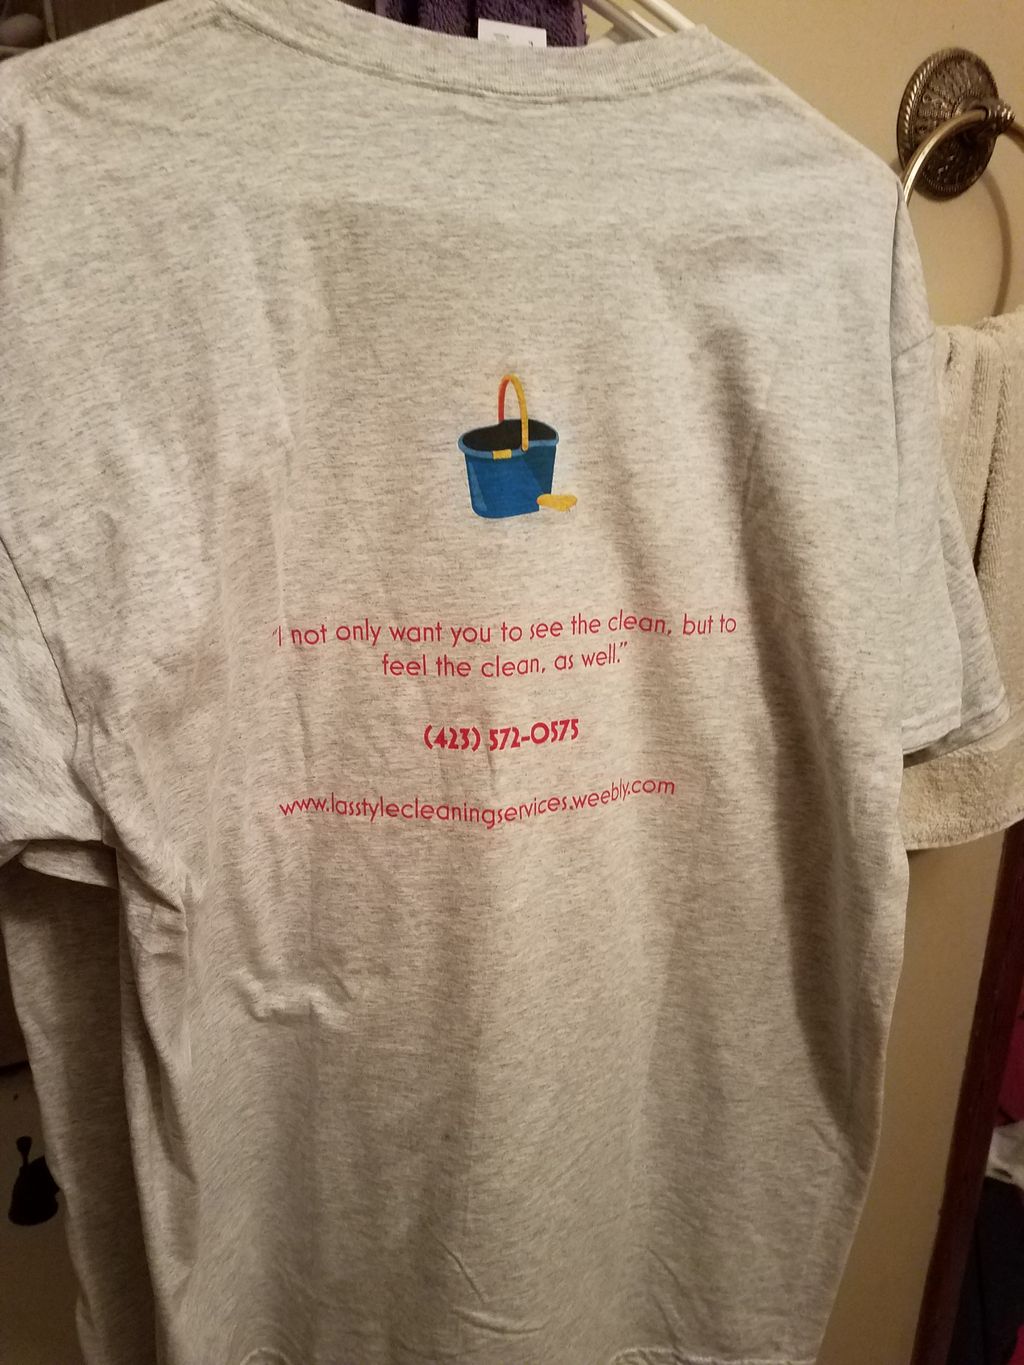 "I not only want you to see the clean, but to
feel the clean, as well."
(423) 572-0575
www.lasstylecleaningservices.weebly.com